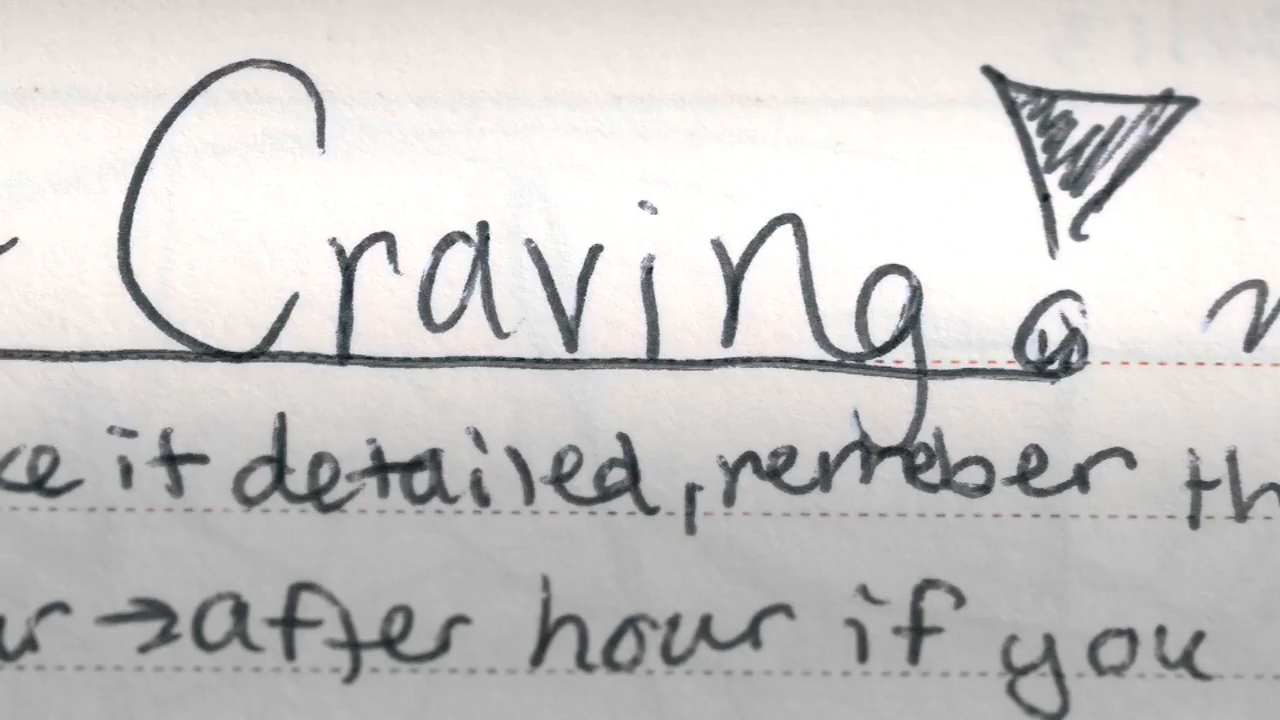 Craving!
it detailed, remeber
→ after hour if you